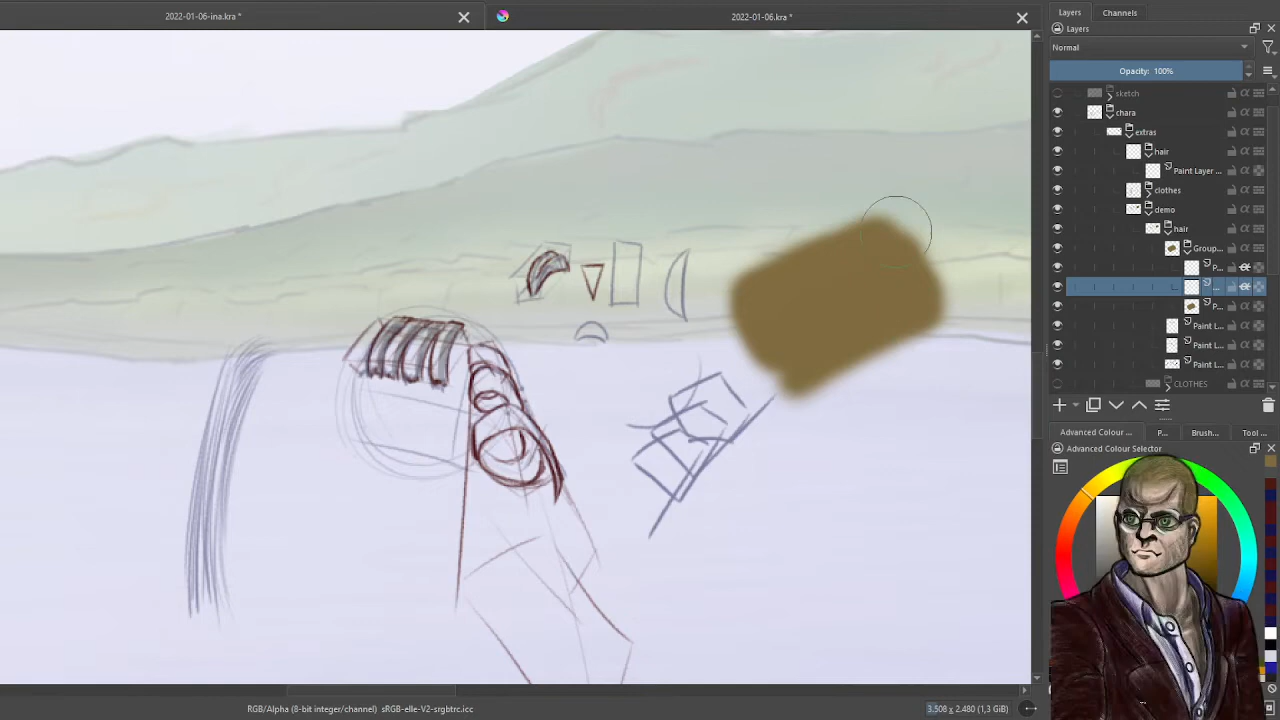 2022-01-06-ina.kra *
2022-01-06.kra *
Layers
Channels
Layers
Normal
Opacity: 100%
sketch
chara
extras
hair
Paint Layer ...
clothes
demo
hair
Group...
P...
...
P...
Paint L...
Paint L...
Paint L...
CLOTHES
Advanced Colour ...
P...
Brush...
Tool ...
Advanced Colour Selector
RGB/Alpha (8-bit integer/channel) sRGB-elle-V2-srgbtrc.icc
3.508 x 2.480 (1,3 GiB)